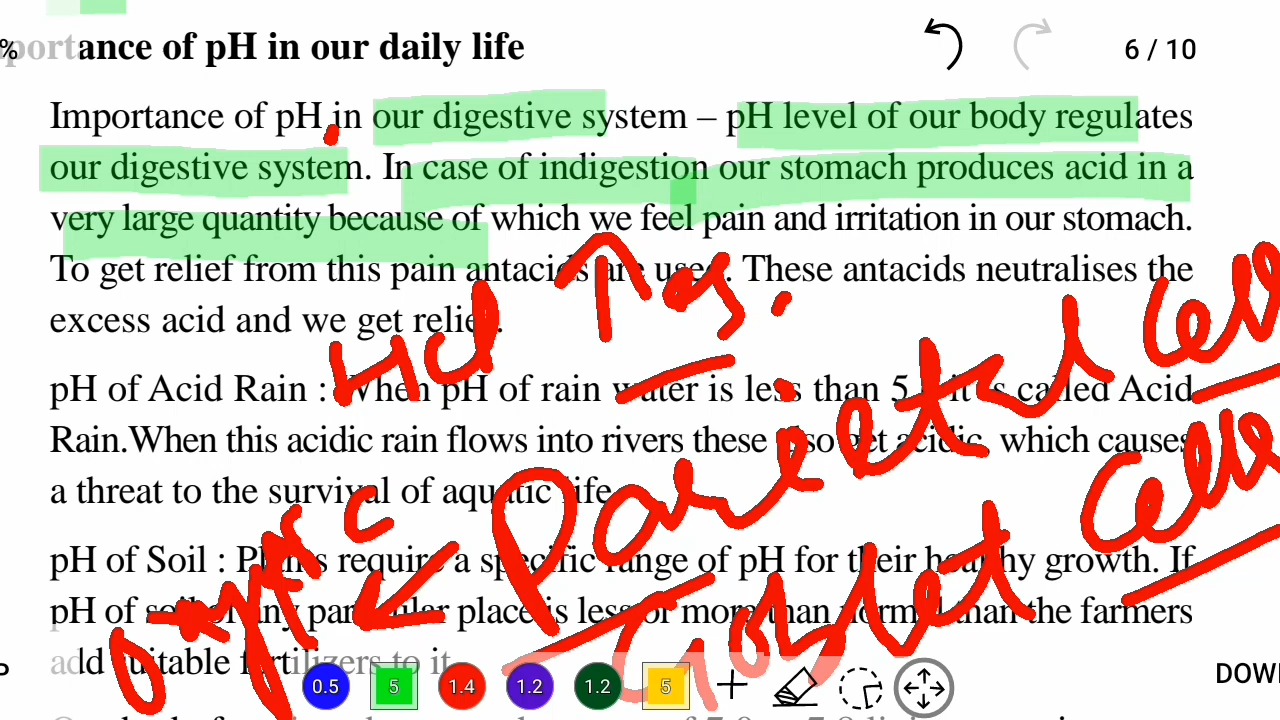 portance of pH in our daily life
6 / 10
%
Importance of pH in our digestive system – pH level of our body regulates
our digestive system. In case of indigestion our stomach produces acid in a
very large quantity because of which we feel pain and irritation in our stomach.
To get relief from this pain antacids are used. These antacids neutralises the
excess acid and we get relief.
HCl
pH of Acid Rain : When pH of rain water is less than 5 it is called Acid
Rain.When this acidic rain flows into rivers these also get acidic, which causes
a threat to the survival of aquatic life.
Parietal Cell
Goblet Cell
pH of Soil : Plants require a specific range of pH for their healthy growth. If
pH of soil of any particular place is less or more than normal than the farmers
add suitable fertilizers to it.
0.5 5 1.4 1.2 1.2 5
DOW